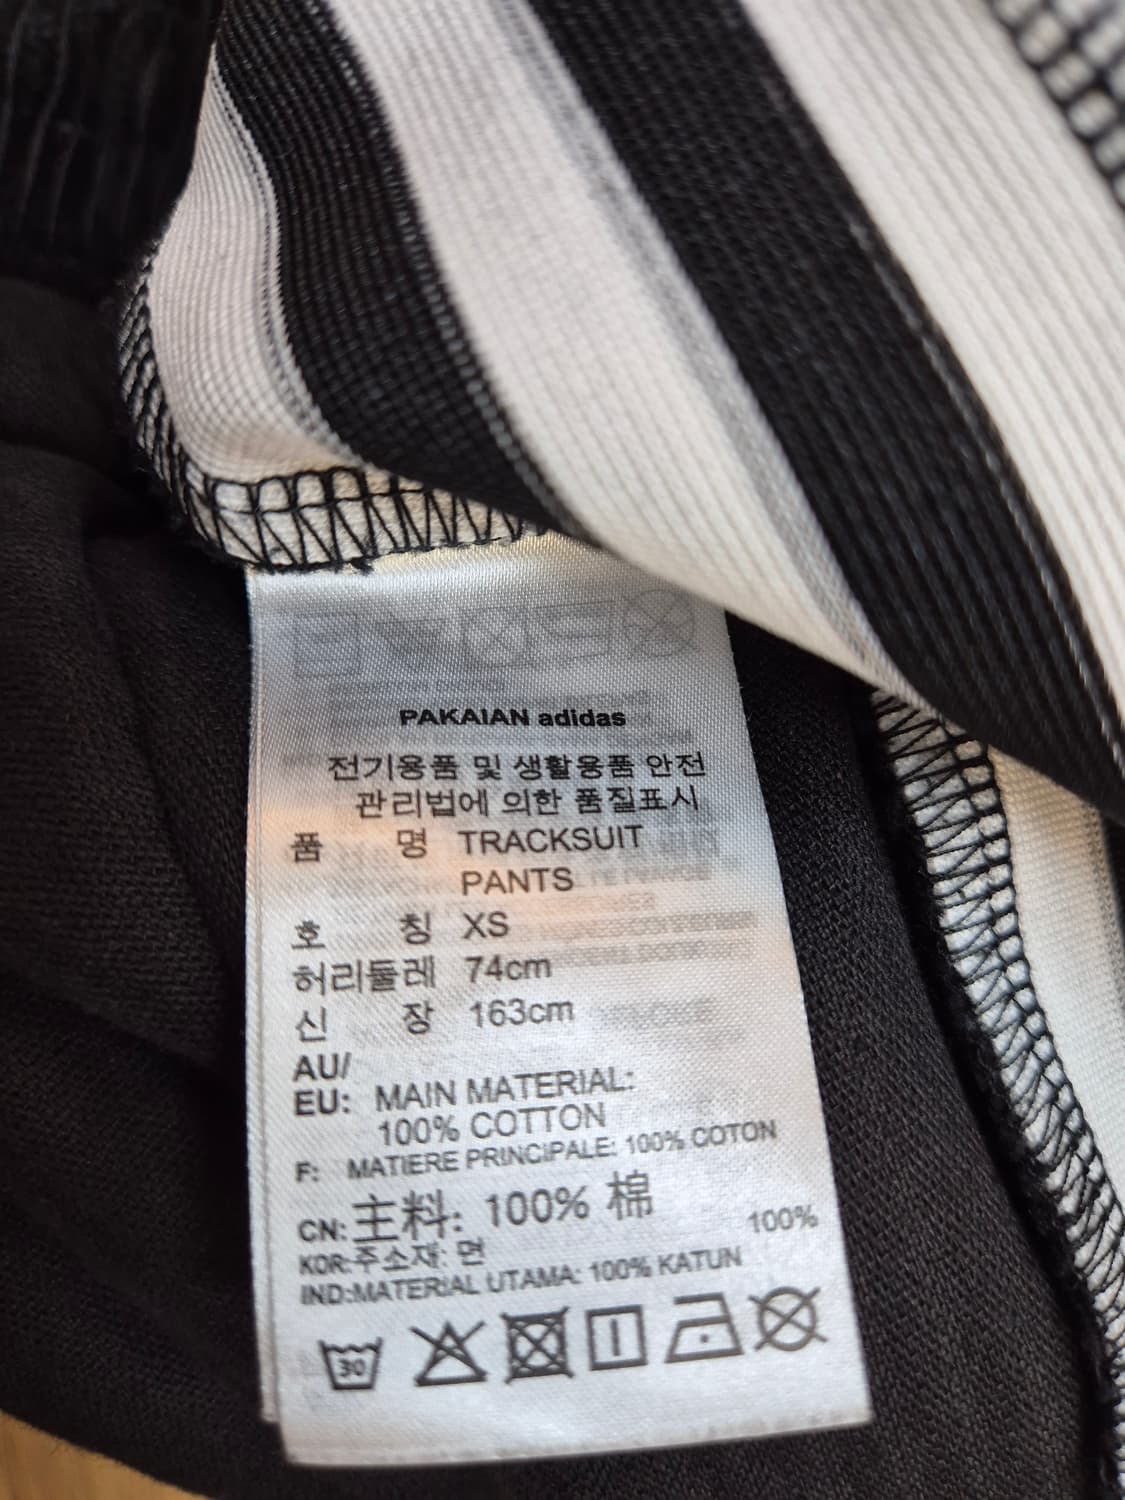 PAKAIAN adidas
전기용품 및 생활용품 안전
관리법에 의한 품질표시
품 명 TRACKSUIT
PANTS
호 칭 XS
허리둘레 74cm
신 장 163cm
AU/
EU: MAIN MATERIAL:
100% COTTON
F: MATIERE PRINCIPALE: 100% COTON
CN: 主料: 100% 棉
KOR:주소재: 면 100%
IND:MATERIAL UTAMA: 100% KATUN
30